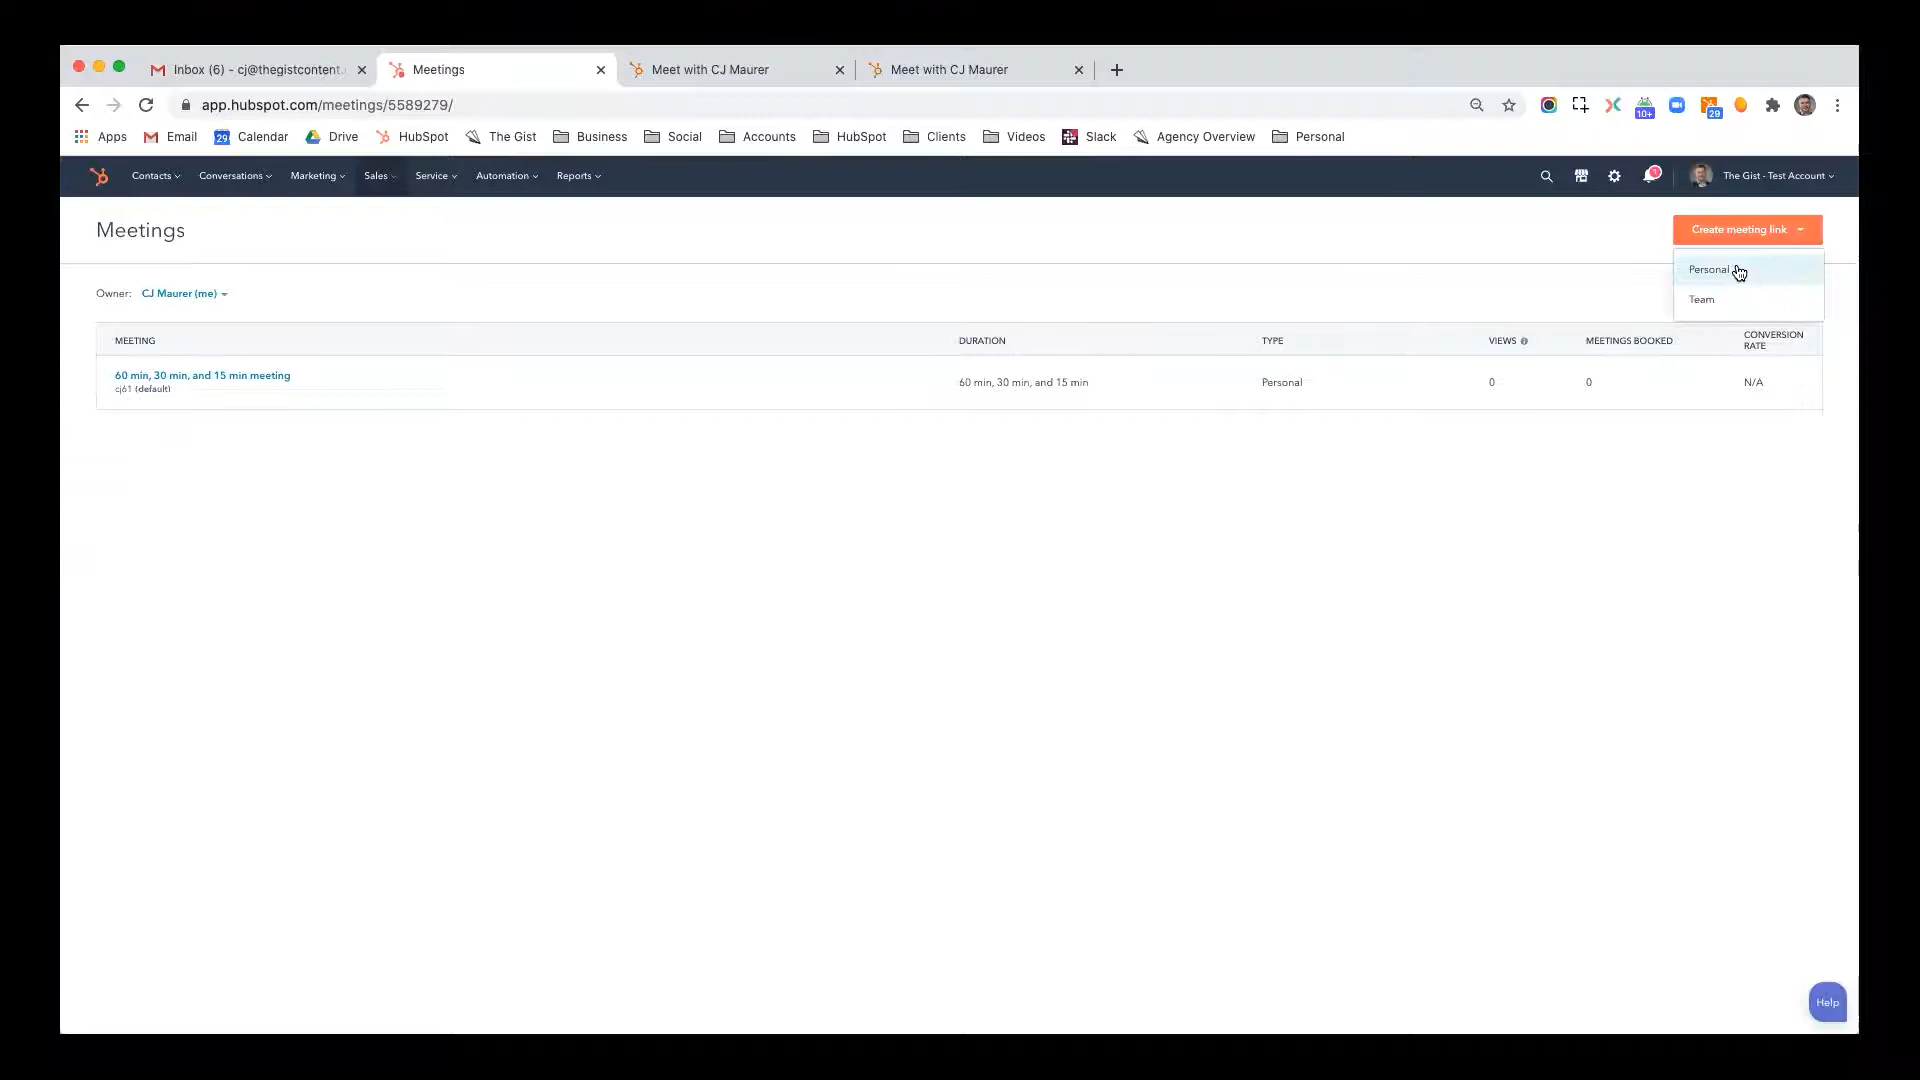 Inbox (6) - cj@thegistcontent.
Meetings
Meet with CJ Maurer
Meet with CJ Maurer
app.hubspot.com/meetings/5589279/
10+
29
Apps
Email
29
Calendar
Drive
HubSpot
The Gist
Business
Social
Accounts
HubSpot
Clients
Videos
Slack
Agency Overview
Personal
Contacts
Conversations
Marketing
Sales
Service
Automation
Reports
1
The Gist - Test Account
Meetings
Create meeting link
Personal
Team
Owner: CJ Maurer (me)
MEETING
DURATION
TYPE
VIEWS
MEETINGS BOOKED
CONVERSION
RATE
60 min, 30 min, and 15 min meeting
cj61 (default)
60 min, 30 min, and 15 min
Personal
0
0
N/A
Help